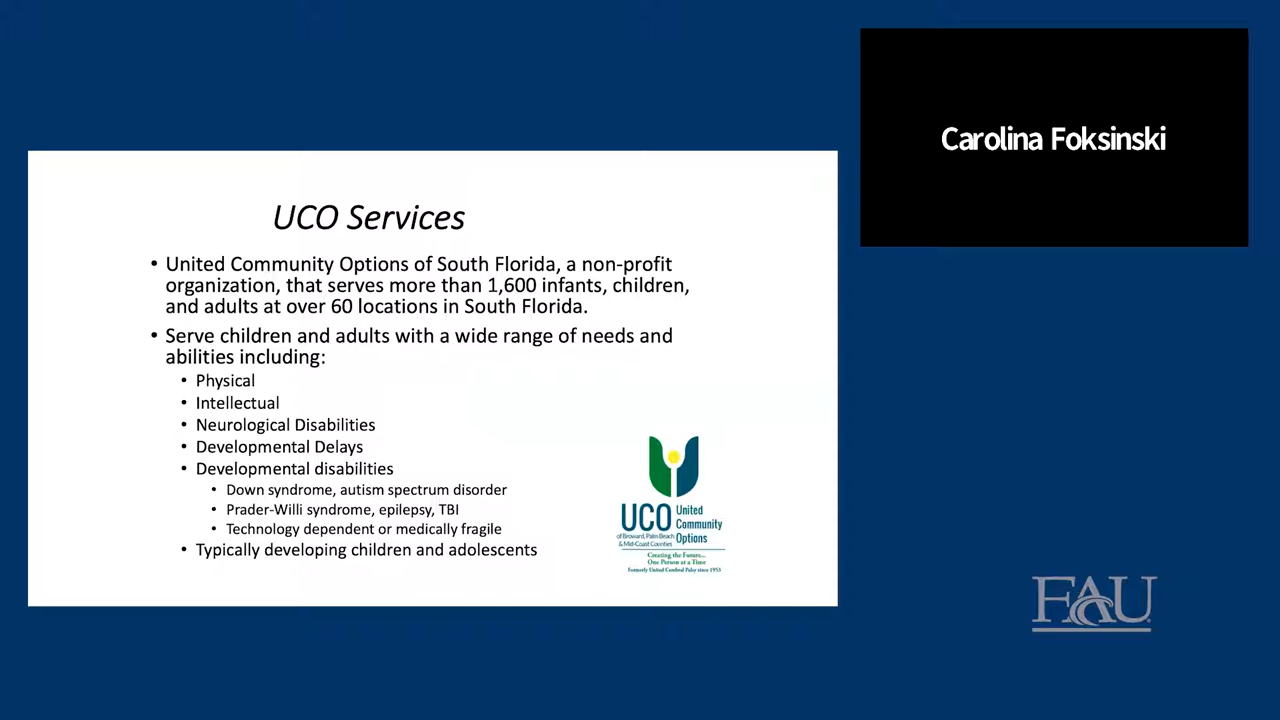 Carolina Foksinski
UCO Services
• United Community Options of South Florida, a non-profit
organization, that serves more than 1,600 infants, children,
and adults at over 60 locations in South Florida.
• Serve children and adults with a wide range of needs and
abilities including:
• Physical
• Intellectual
• Neurological Disabilities
• Developmental Delays
• Developmental disabilities
• Down syndrome, autism spectrum disorder
• Prader-Willi syndrome, epilepsy, TBI
• Technology dependent or medically fragile
• Typically developing children and adolescents
UCO United
Community
Options
of Broward, Palm Beach
& Mid-Coast Counties
Creating the Future...
One Person at a Time
Formerly United Cerebral Palsy since 1953
FAU